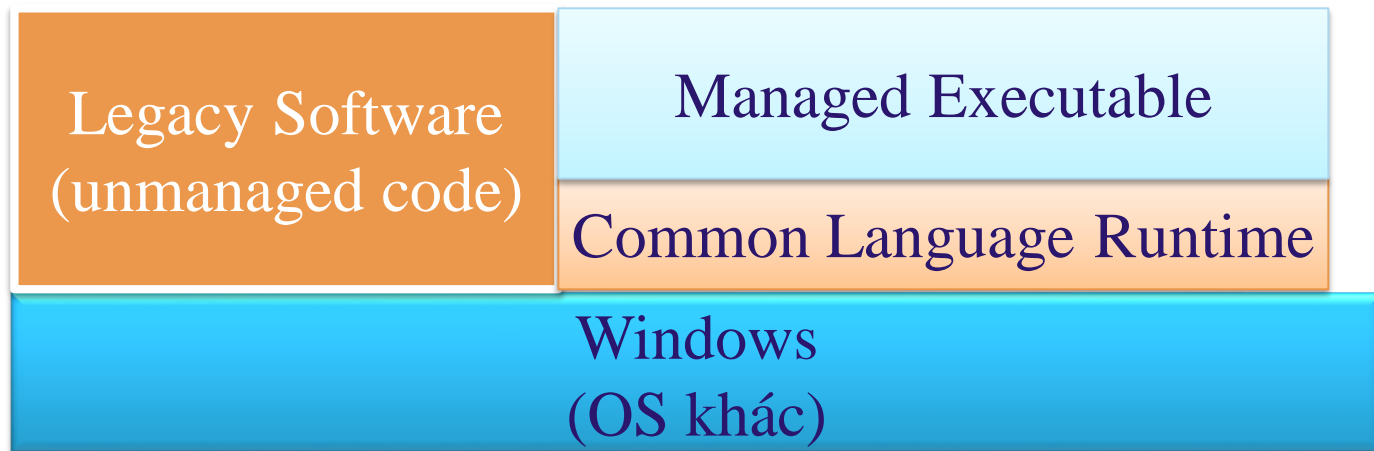 Legacy Software
(unmanaged code)
Managed Executable
Common Language Runtime
Windows
(OS khác)